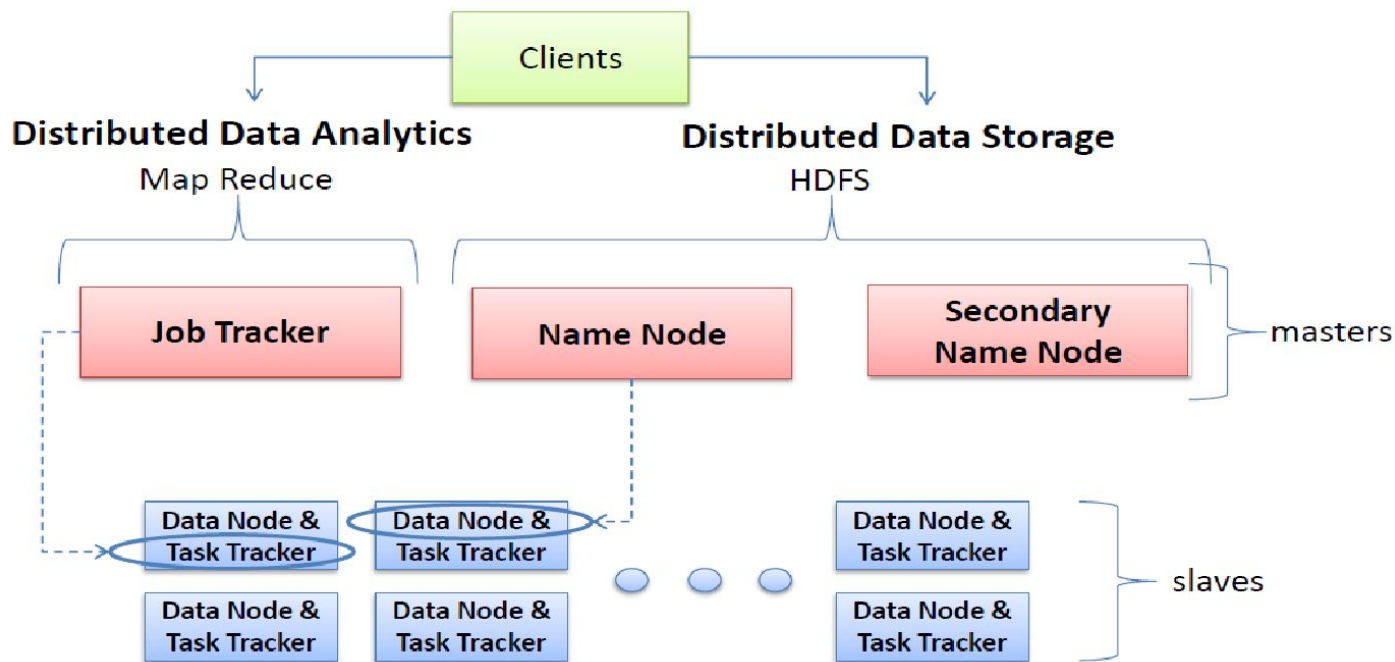 Clients
Distributed Data Analytics
Map Reduce
Distributed Data Storage
HDFS
Job Tracker
Name Node
Secondary
Name Node
masters
Data Node &
Task Tracker
Data Node &
Task Tracker
Data Node &
Task Tracker
slaves
Data Node &
Task Tracker
Data Node &
Task Tracker
Data Node &
Task Tracker